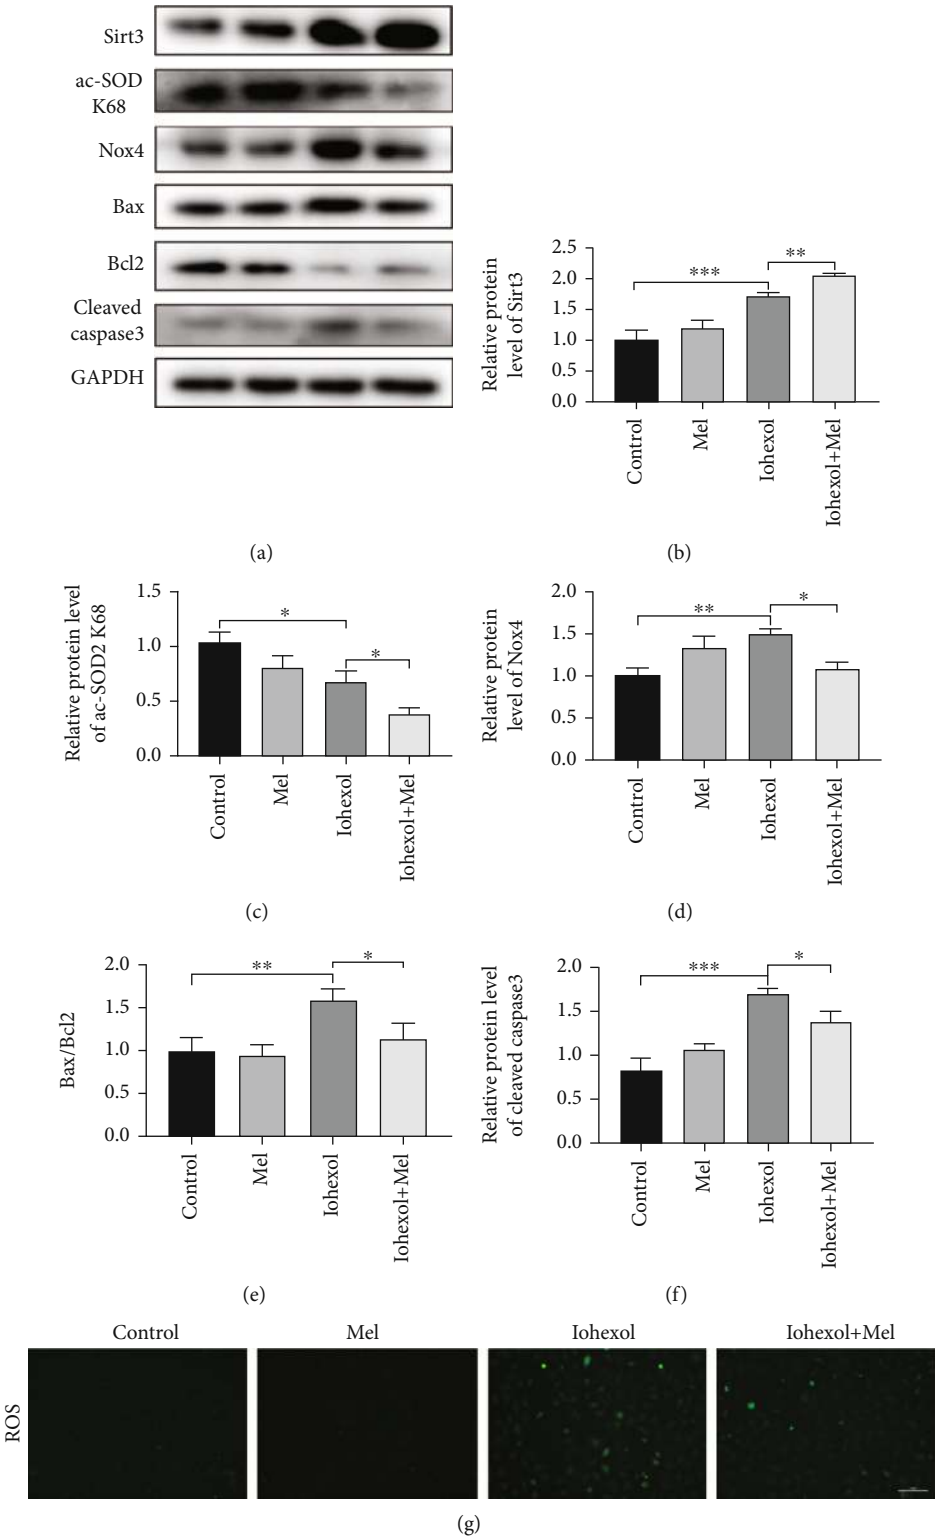 Sirt3
ac-SOD
K68
Nox4
Bax
Bcl2
Cleaved
caspase3
GAPDH
(a)
Relative protein
level of Sirt3
2.5
2.0
1.5
1.0
0.5
0.0
***
**
Control
Mel
Iohexol
Iohexol+Mel
(b)
Relative protein level
of ac-SOD2 K68
1.5
1.0
0.5
0.0
*
*
Control
Mel
Iohexol
Iohexol+Mel
(c)
Relative protein
level of Nox4
2.0
1.5
1.0
0.5
0.0
**
*
Control
Mel
Iohexol
Iohexol+Mel
(d)
Bax/Bcl2
2.0
1.5
1.0
0.5
0.0
**
*
Control
Mel
Iohexol
Iohexol+Mel
(e)
Relative protein level
of cleaved caspase3
2.0
1.5
1.0
0.5
0.0
***
*
Control
Mel
Iohexol
Iohexol+Mel
(f)
Control
Mel
Iohexol
Iohexol+Mel
ROS
(g)